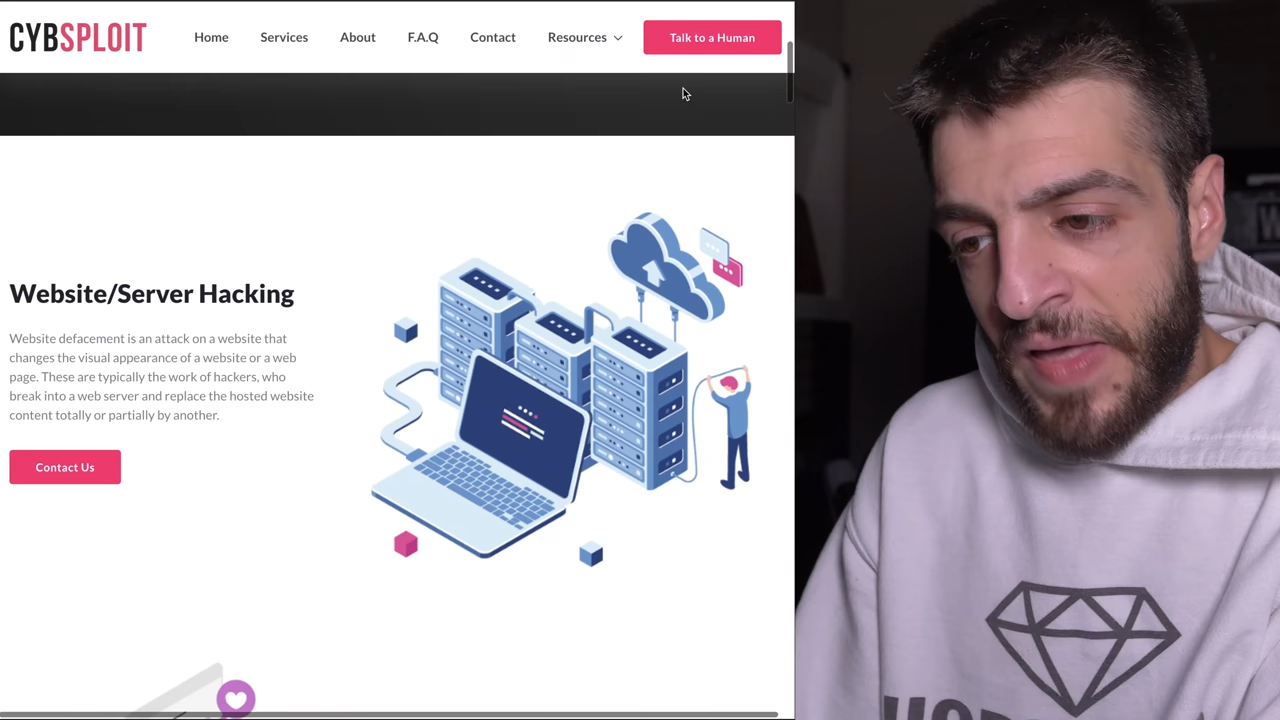 CYBSPLOIT
Home Services About F.A.Q Contact Resources Talk to a Human
Website/Server Hacking
Website defacement is an attack on a website that
changes the visual appearance of a website or a web
page. These are typically the work of hackers, who
break into a web server and replace the hosted website
content totally or partially by another.
Contact Us